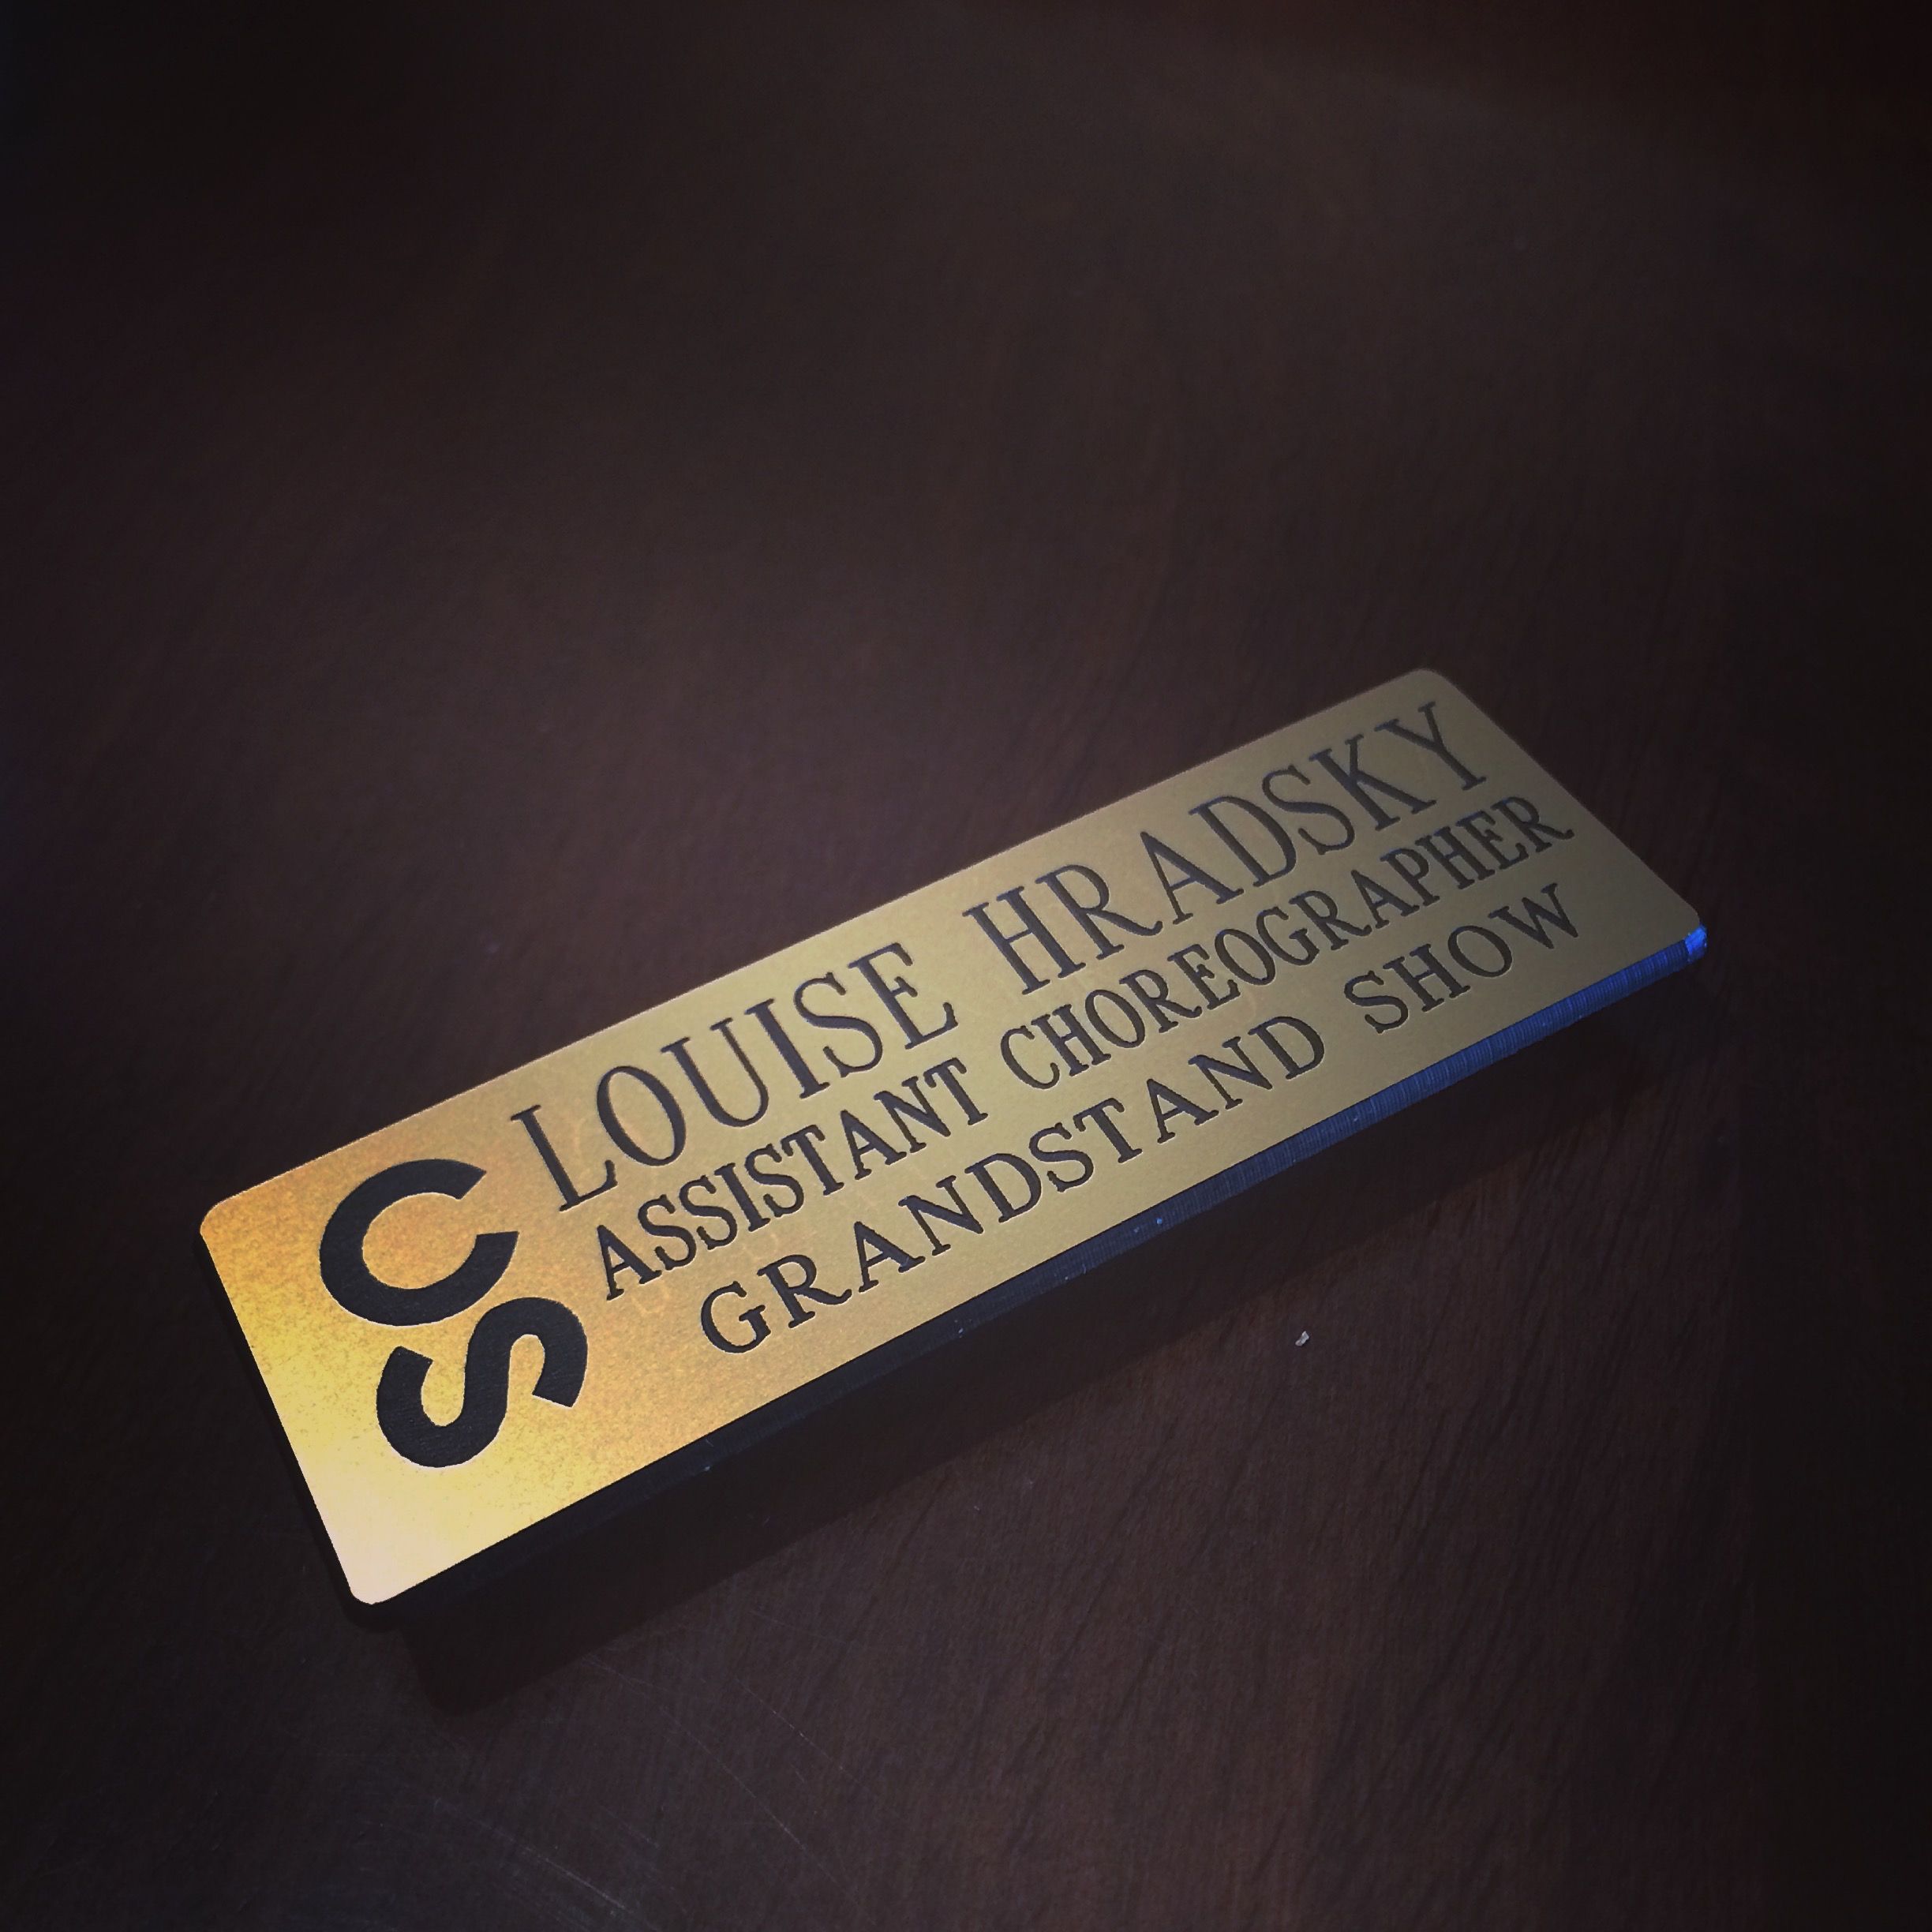 CS
LOUISE HRADSKY
ASSISTANT CHOREOGRAPHER
GRANDSTAND SHOW